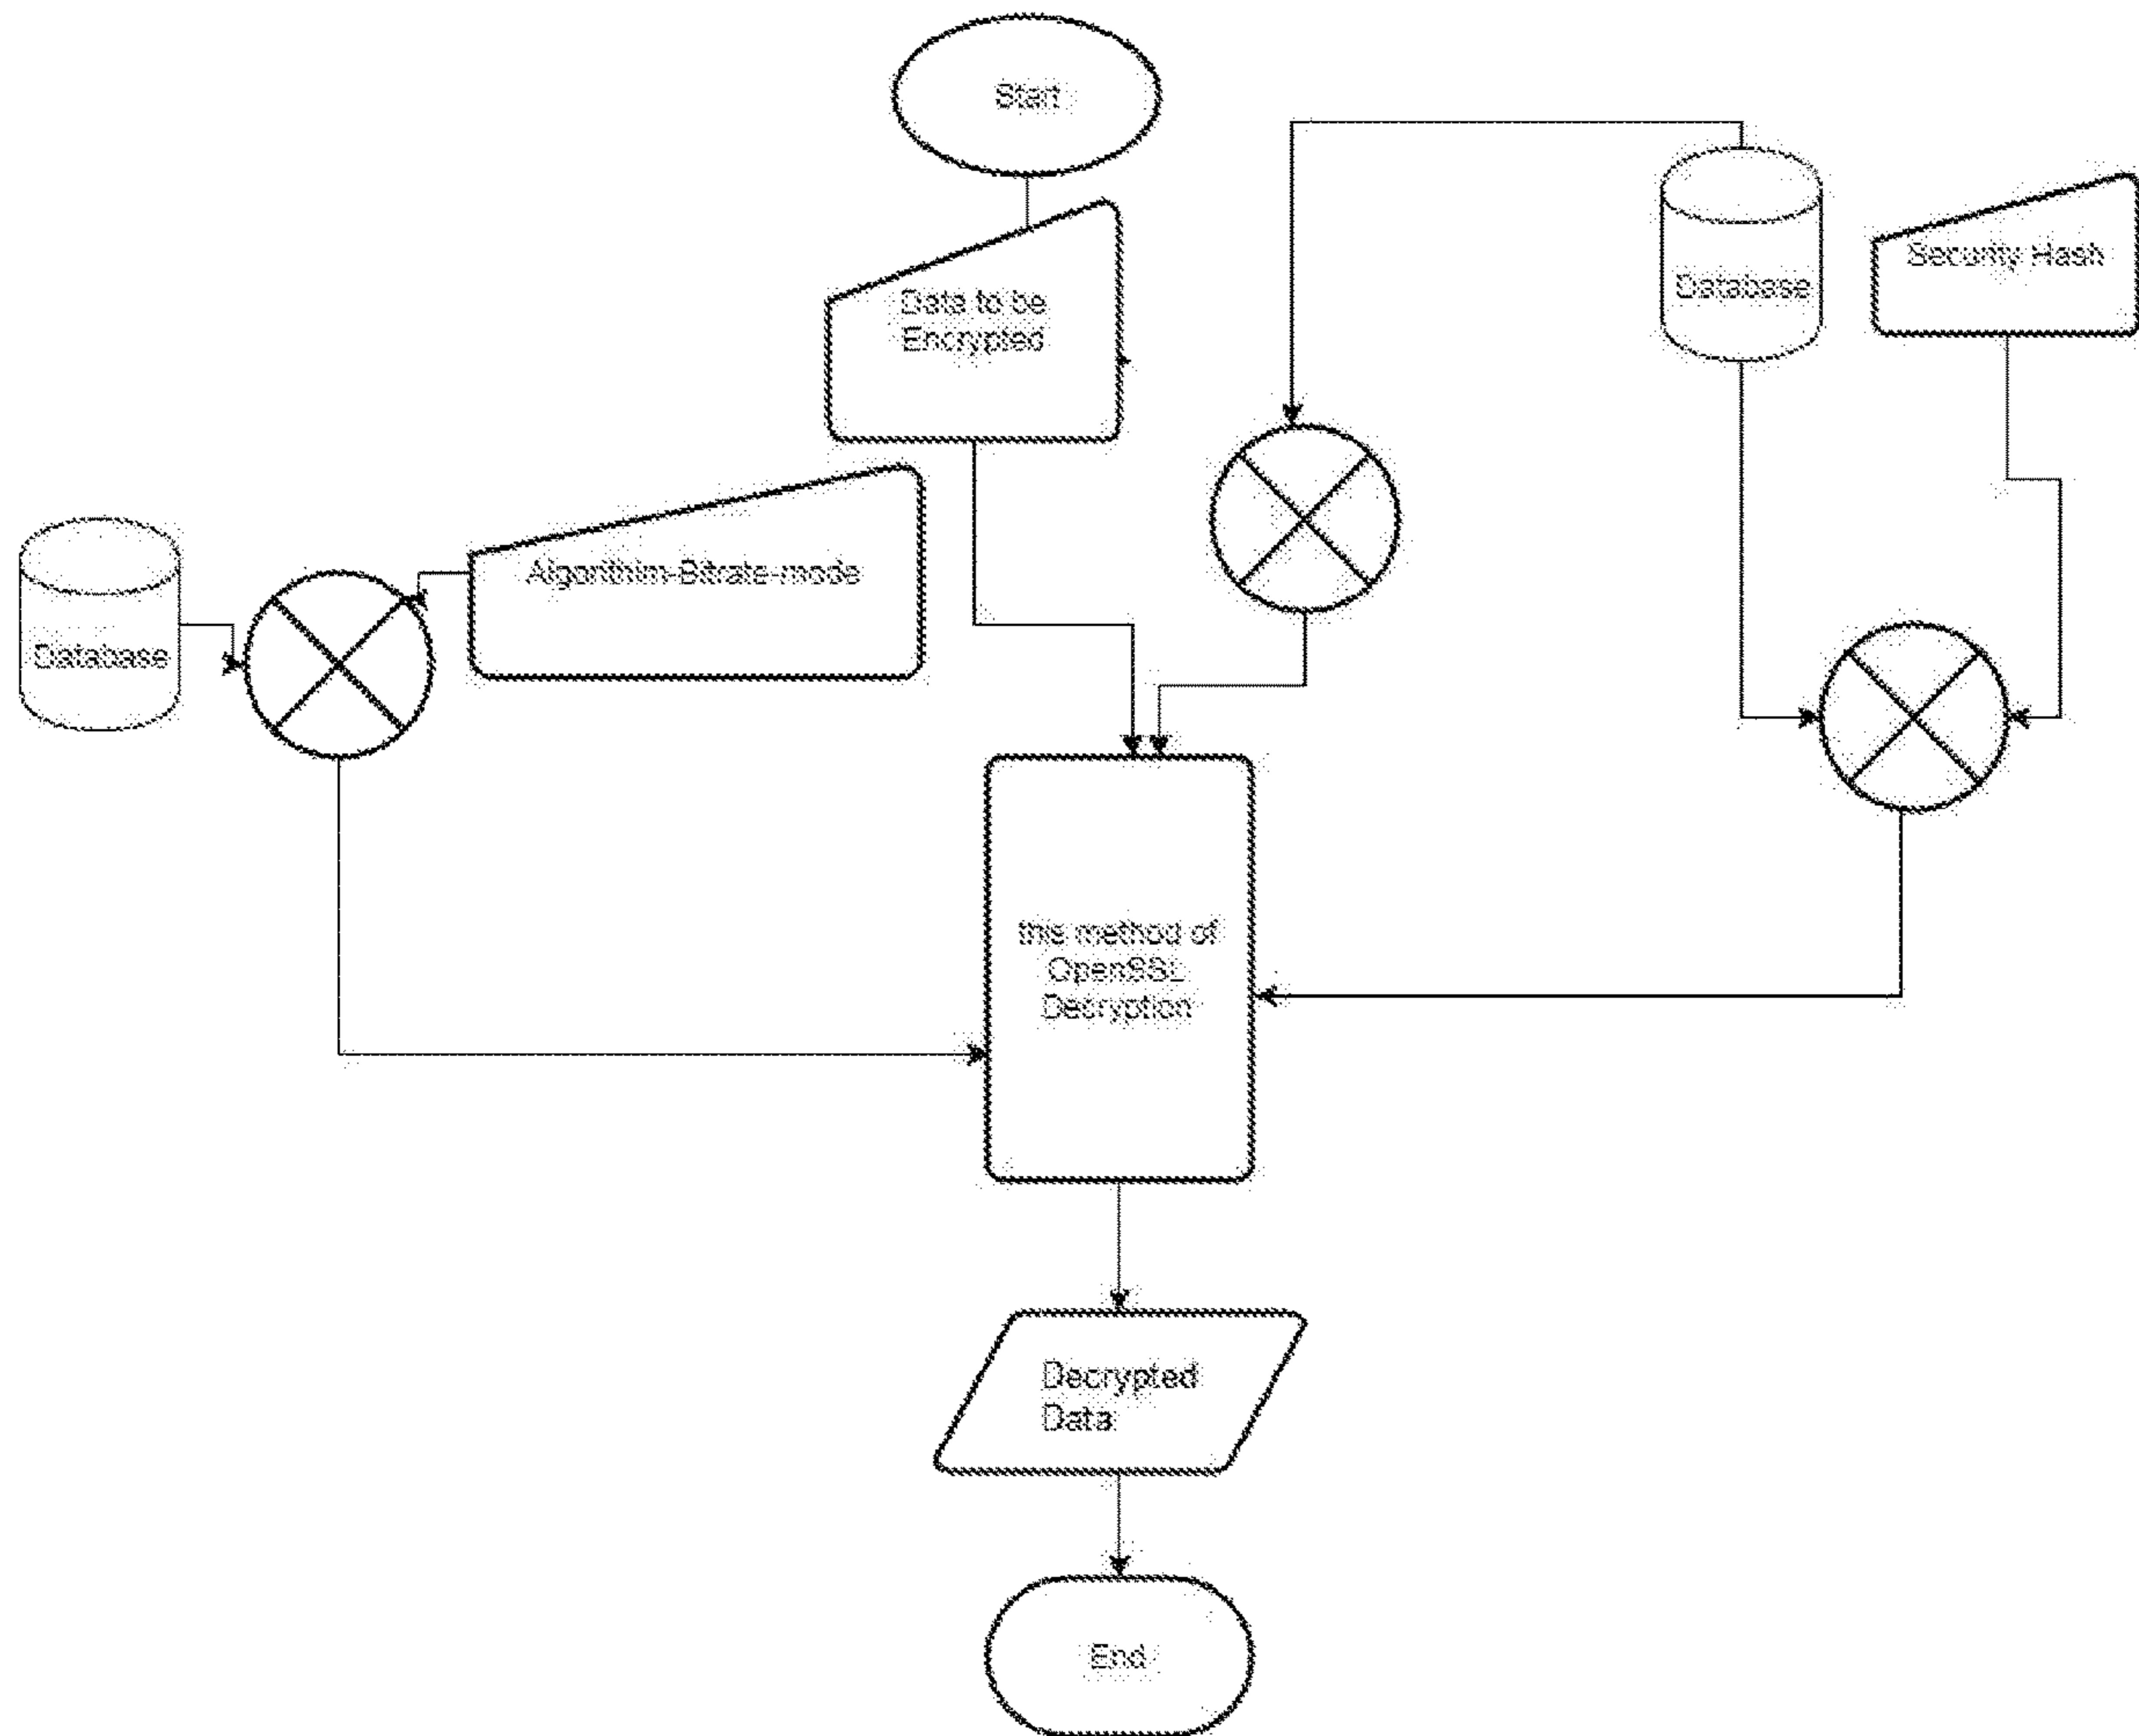 Start
Security Hash
Database
Data to be
Encrypted
Algorithim-Bitrate-mode
Database
this method of
OpenSSL
Decryption
Decrypted
Data
End